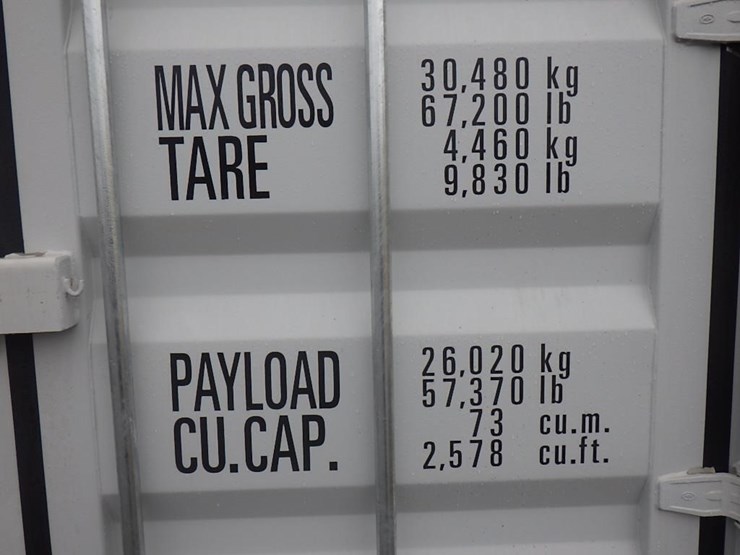 MAX GROSS 30,480 kg
67,200 lb
TARE 4,460 kg
9,830 lb
PAYLOAD 26,020 kg
57,370 lb
CU.CAP. 73 cu.m.
2,578 cu.ft.